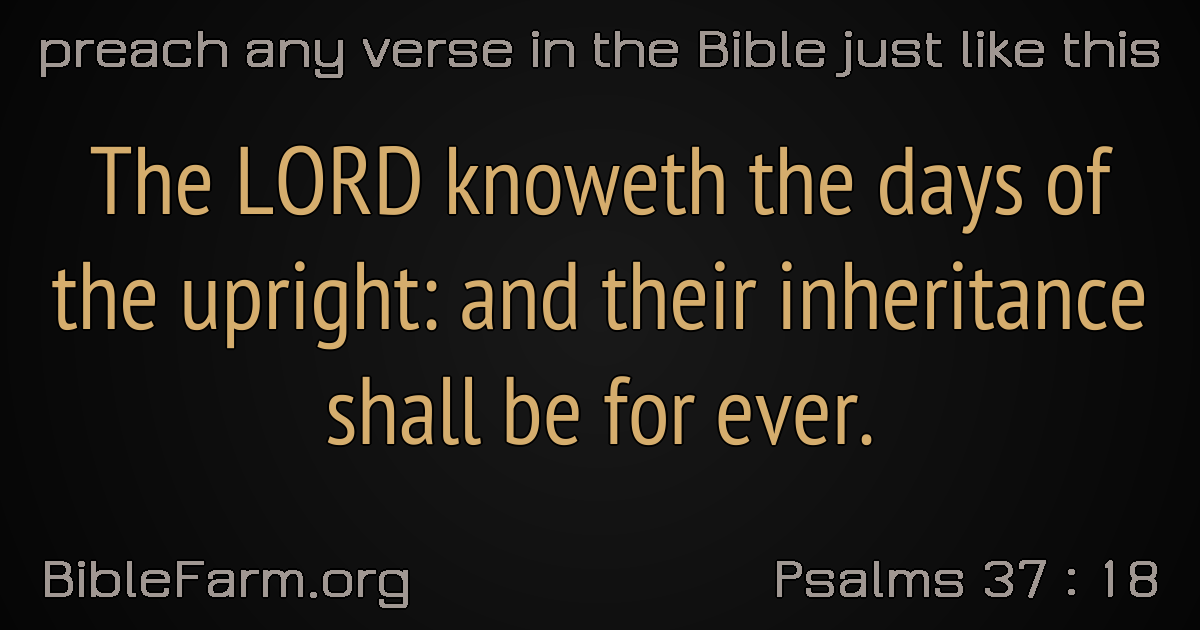 preach any verse in the Bible just like this
The LORD knoweth the days of
the upright: and their inheritance
shall be for ever.
BibleFarm.org
Psalms 37 : 18